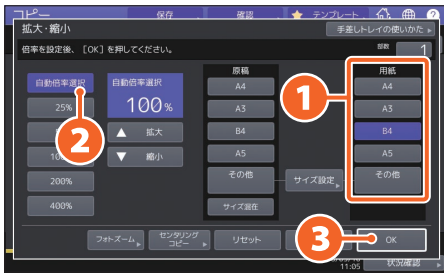 コピー 保存 確認 テンプレート
拡大・縮小 手差しトレイの使いかた
倍率を設定後、[OK]を押してください。 部数 1
自動倍率選択
25%
200%
400%
自動倍率選択
100%
拡大
縮小
原稿
A4
A3
B4
A5
その他
サイズ混在
サイズ設定
用紙
A4
A3
B4
A5
その他
1
2
3
フォトズーム センタリングコピー リセット OK
11:05 状況確認